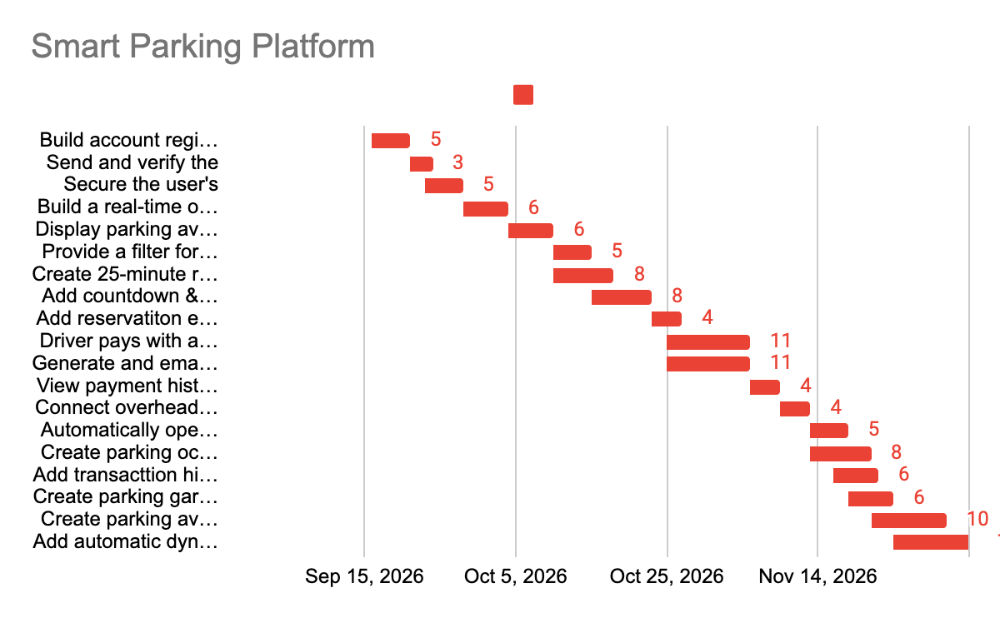 Smart Parking Platform
Build account regi… 5
Send and verify the 3
Secure the user's 5
Build a real-time o… 6
Display parking av… 6
Provide a filter for… 5
Create 25-minute r… 8
Add countdown &… 8
Add reservatiton e… 4
Driver pays with a… 11
Generate and ema… 11
View payment hist… 4
Connect overhead… 4
Automatically ope… 5
Create parking oc… 8
Add transacttion hi… 6
Create parking gar… 6
Create parking av… 10
Add automatic dyn…
Sep 15, 2026 Oct 5, 2026 Oct 25, 2026 Nov 14, 2026